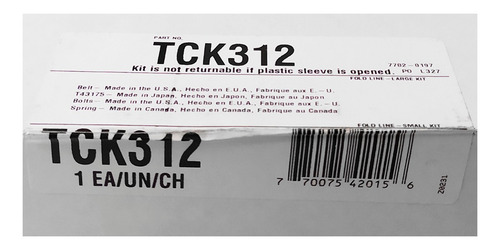 PART NO.
TCK312
7702-0197
Kit is not returnable if plastic sleeve is opened. PO 1.327
FOLD LINE-LARGE KIT
Belt- Made in the U.S.A., Hecho en E.U.A., Fabrique aux E.-U.
T43175- Made in Japan, Hecho en Japon, Fabrique au Japon
Bolts- Made in the U.S.A., Hecho en E.U.A., Fabrique aux E.-U.
Spring- Made in Canada, Hecho en Canada, Fabrique au Canada
FOLD LINE-SMALL KIT
TCK312
1 EA/UN/CH
7 70075 42015 6
Z0231